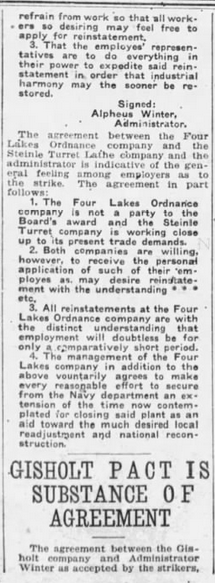 refrain from work so that all work-
ers so desiring may feel free to
apply for reinstatement.
3. That the employes' represen-
tatives are to do everything in
their power to expedite said rein-
statement in order that industrial
harmony may the sooner be re-
stored.
Signed:
Alpheus Winter,
Administrator.
The agreement between the Four
Lakes Ordnance company and the
Steinle Turret Lathe company and the
administrator is indicative of the gen-
eral feeling among employers as to
the strike. The agreement in part
follows:
1. The Four Lakes Ordnance
company is not a party to the
Board's award and the Steinle
Turret company is working close
up to its present trade demands.
2. Both companies are willing,
however, to receive the personal
application of such of their em-
ployes as may desire reinstate-
ment with the understanding * * *
etc.
3. All reinstatements at the Four
Lakes Ordnance company are with
the distinct understanding that
employment will doubtless be for
only a comparatively short period.
4. The management of the Four
Lakes company in addition to the
above vountarily agrees to make
every reasonable effort to secure
from the Navy department an ex-
tension of the time now contem-
plated for closing said plant as an
aid toward the much desired local
readjustment and national recon-
struction.
GISHOLT PACT IS
SUBSTANCE OF
AGREEMENT
The agreement between the Gis-
holt company and Administrator
Winter as accepted by the strikers,